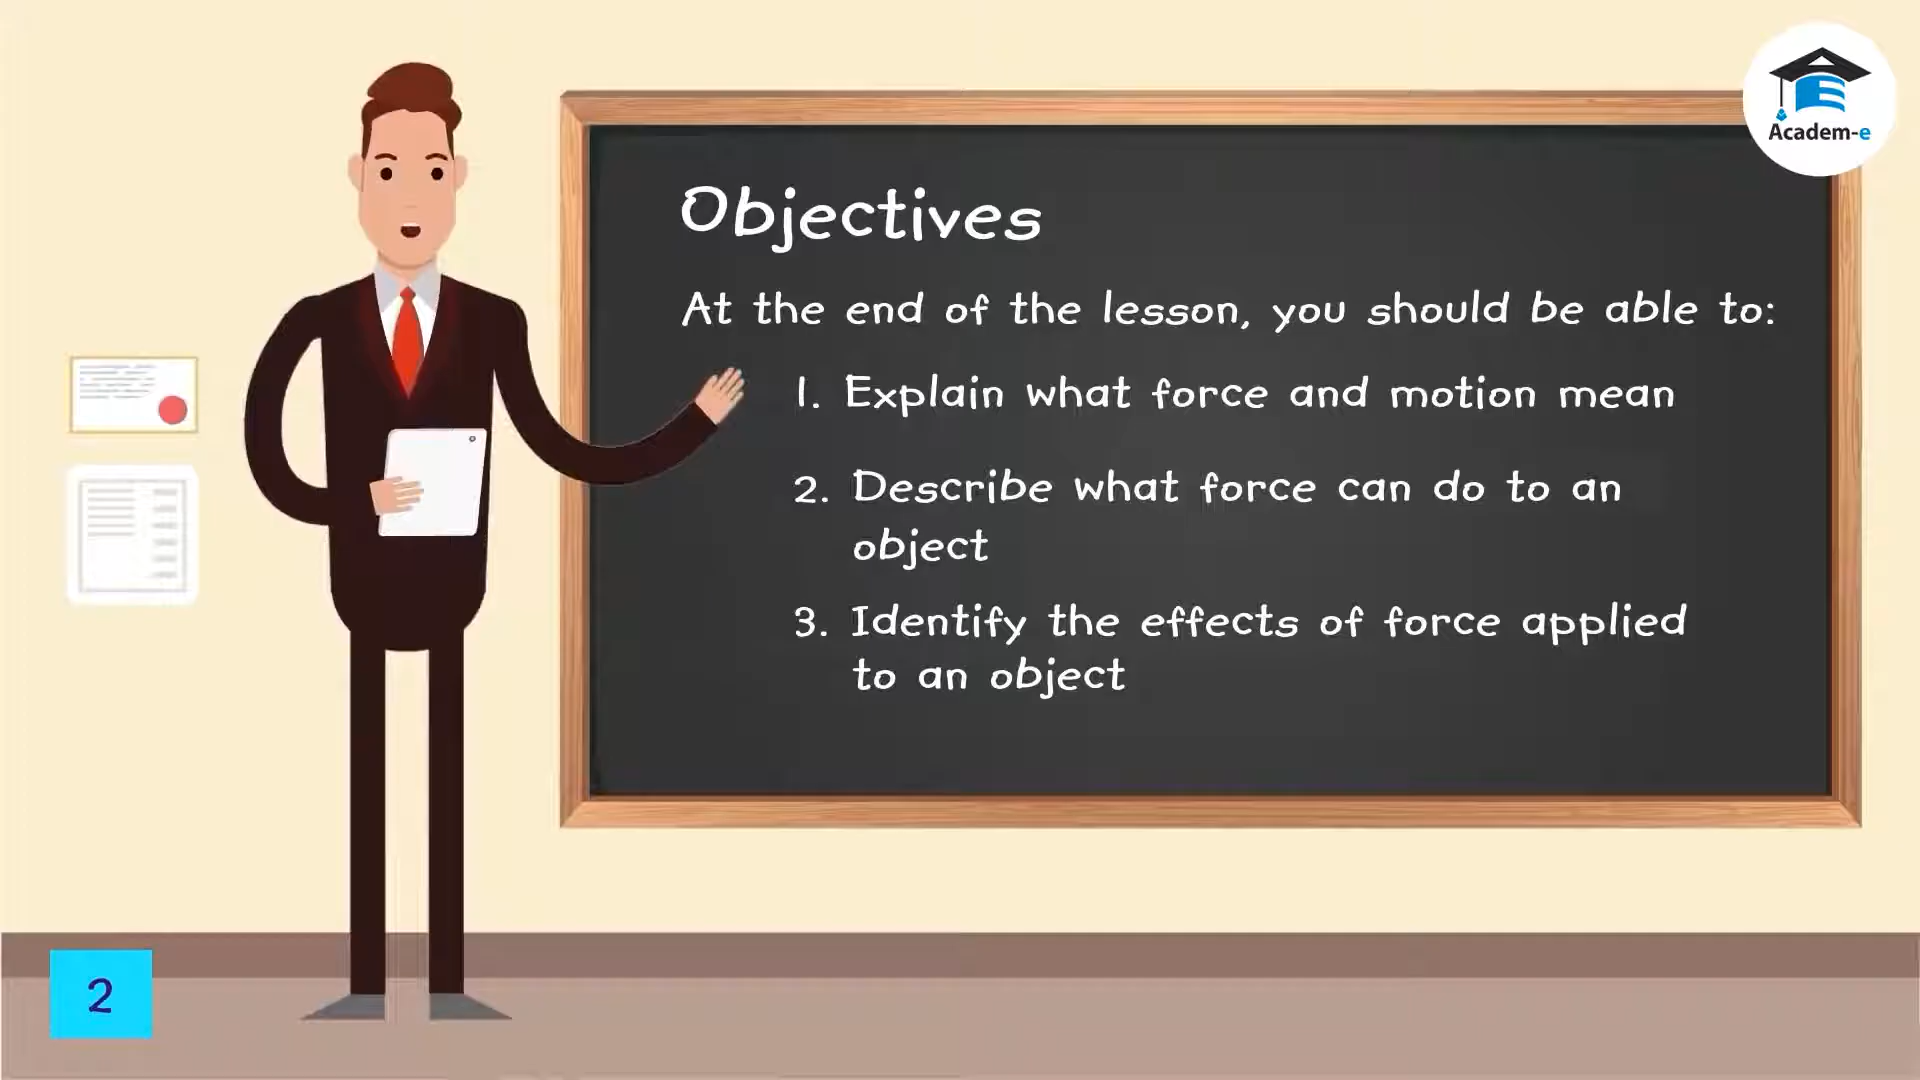 Academ-e
Objectives
At the end of the lesson, you should be able to:
1. Explain what force and motion mean
2. Describe what force can do to an
object
3. Identify the effects of force applied
to an object
2